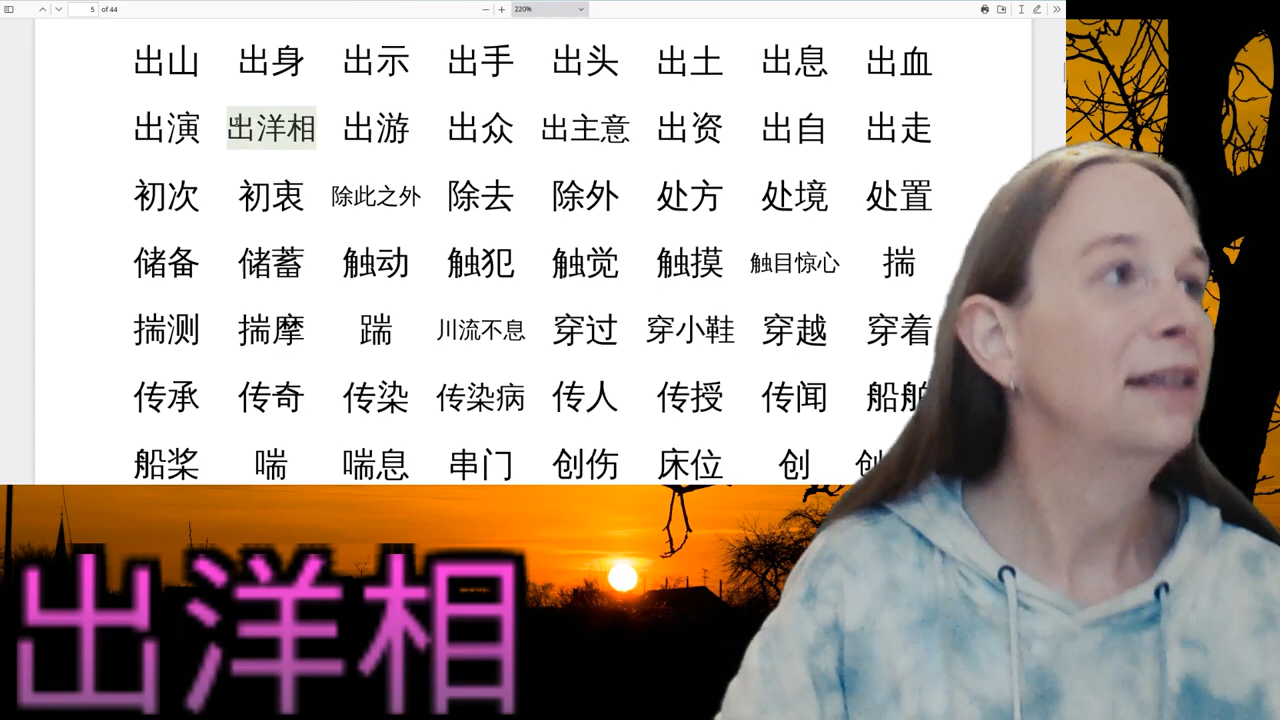 5 of 44 220%
出山 出身 出示 出手 出头 出土 出息 出血
出演 出洋相 出游 出众 出主意 出资 出自 出走
初次 初衷 除此之外 除去 除外 处方 处境 处置
储备 储蓄 触动 触犯 触觉 触摸 触目惊心 揣
揣测 揣摩 踹 川流不息 穿过 穿小鞋 穿越 穿着
传承 传奇 传染 传染病 传人 传授 传闻 船舶
船桨 喘 喘息 串门 创伤 床位 创 创
出洋相